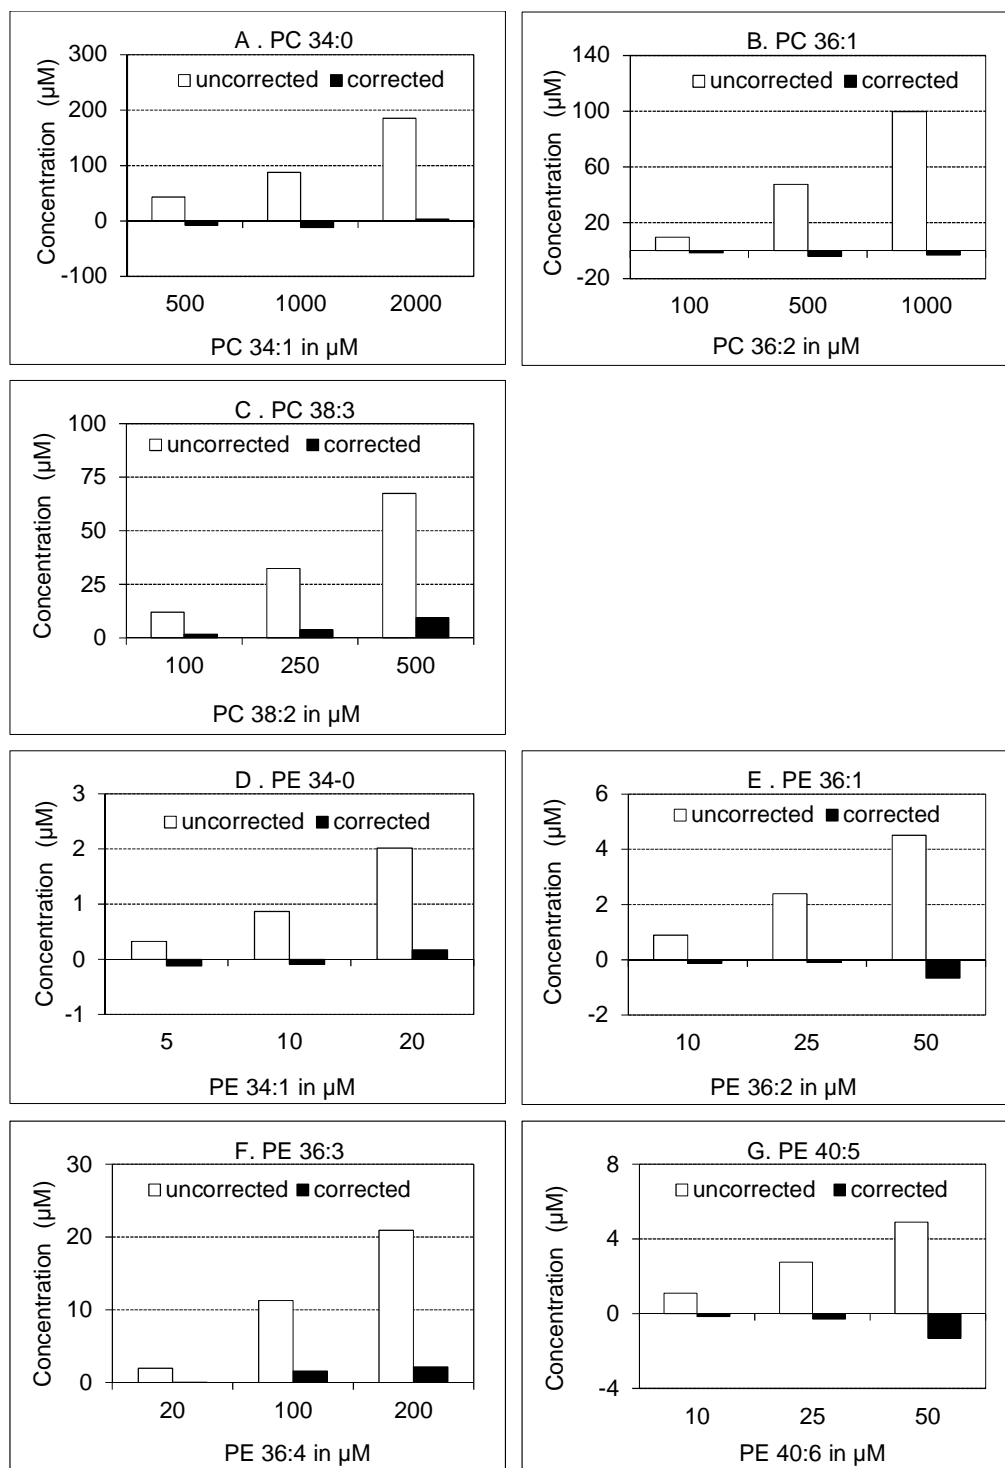 A . PC 34:0
uncorrected corrected
Concentration (µM)
300
200
100
0
-100
500 1000 2000
PC 34:1 in µM
B. PC 36:1
uncorrected corrected
Concentration (µM)
140
100
60
20
-20
100 500 1000
PC 36:2 in µM
C . PC 38:3
uncorrected corrected
Concentration (µM)
100
75
50
25
0
100 250 500
PC 38:2 in µM
D . PE 34-0
uncorrected corrected
Concentration (µM)
3
2
1
0
-1
5 10 20
PE 34:1 in µM
E . PE 36:1
uncorrected corrected
Concentration (µM)
6
4
2
0
-2
10 25 50
PE 36:2 in µM
F. PE 36:3
uncorrected corrected
Concentration (µM)
30
20
10
0
20 100 200
PE 36:4 in µM
G. PE 40:5
uncorrected corrected
Concentration (µM)
8
4
0
-4
10 25 50
PE 40:6 in µM